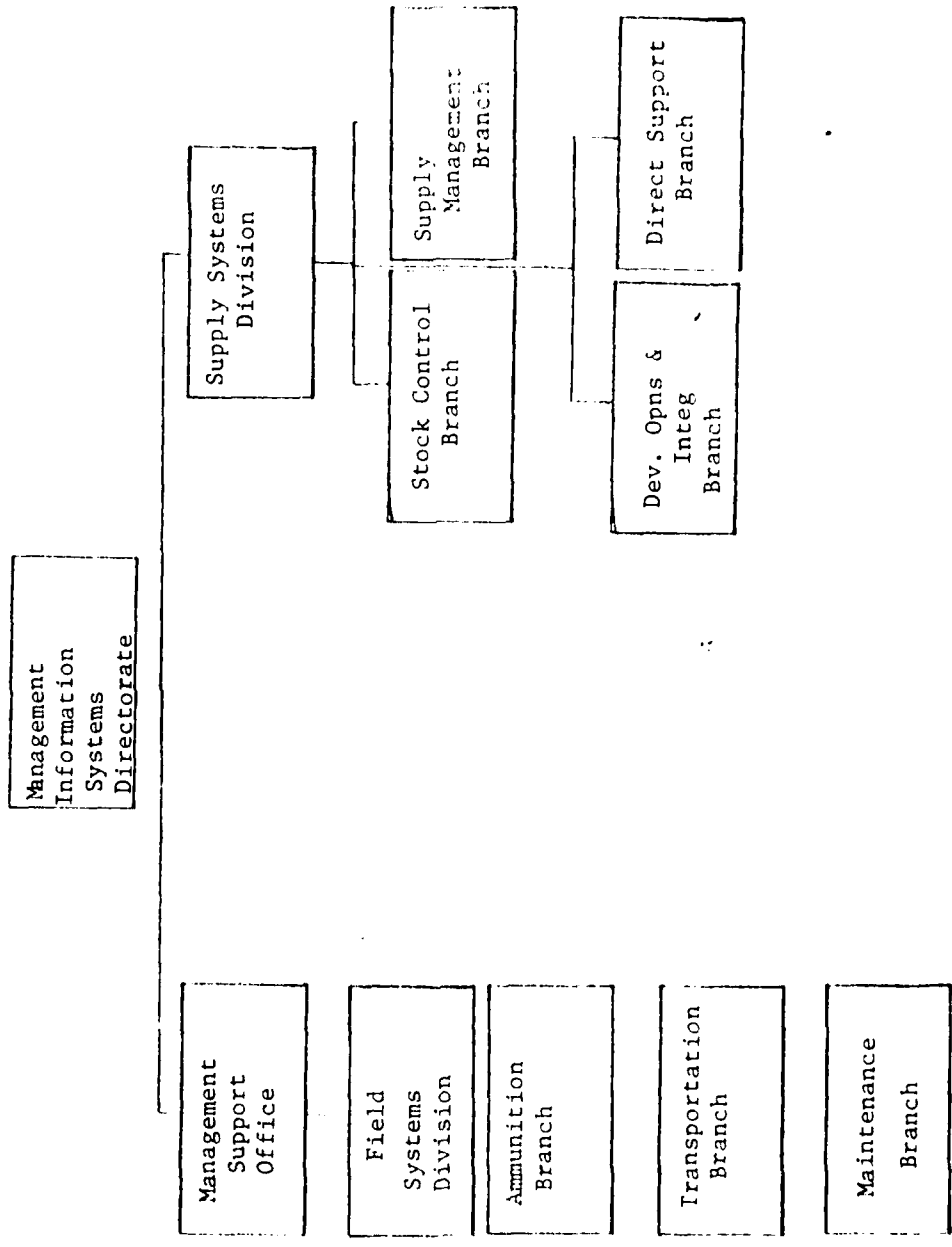 Management
Information
Systems
Directorate
Management
Support
Office
Supply Systems
Division
Field
Systems
Division
Stock Control
Branch
Supply
Management
Branch
Ammunition
Branch
Transportation
Branch
Dev. Opns &
Integ
Branch
Direct Support
Branch
Maintenance
Branch